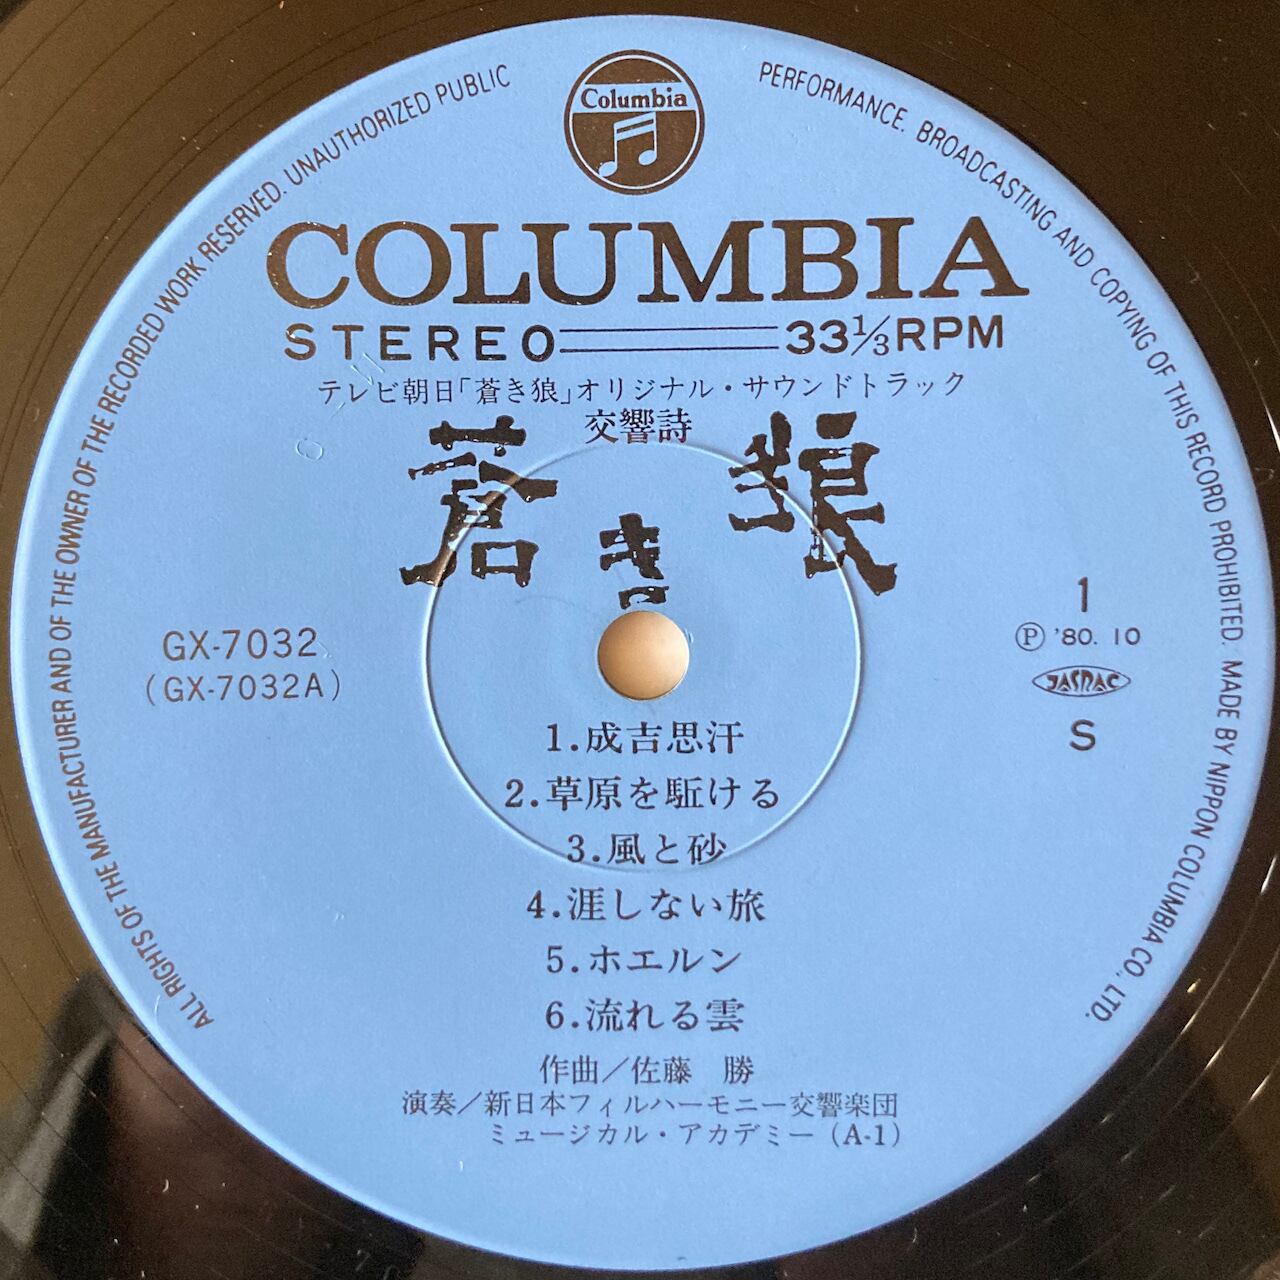 Columbia
COLUMBIA
STEREO 33⅓RPM
テレビ朝日「蒼き狼」オリジナル・サウンドトラック
交響詩
蒼き狼
GX-7032
(GX-7032A)
1
Ⓟ '80. 10
JASRAC
S
1.成吉思汗
2.草原を駈ける
3.風と砂
4.涯しない旅
5.ホエルン
6.流れる雲
作曲／佐藤 勝
演奏／新日本フィルハーモニー交響楽団
ミュージカル・アカデミー(A-1)
ALL RIGHTS OF THE MANUFACTURER AND OF THE OWNER OF THE RECORDED WORK RESERVED. UNAUTHORIZED PUBLIC PERFORMANCE. BROADCASTING AND COPYING OF THIS RECORD PROHIBITED. MADE BY NIPPON COLUMBIA CO., LTD.